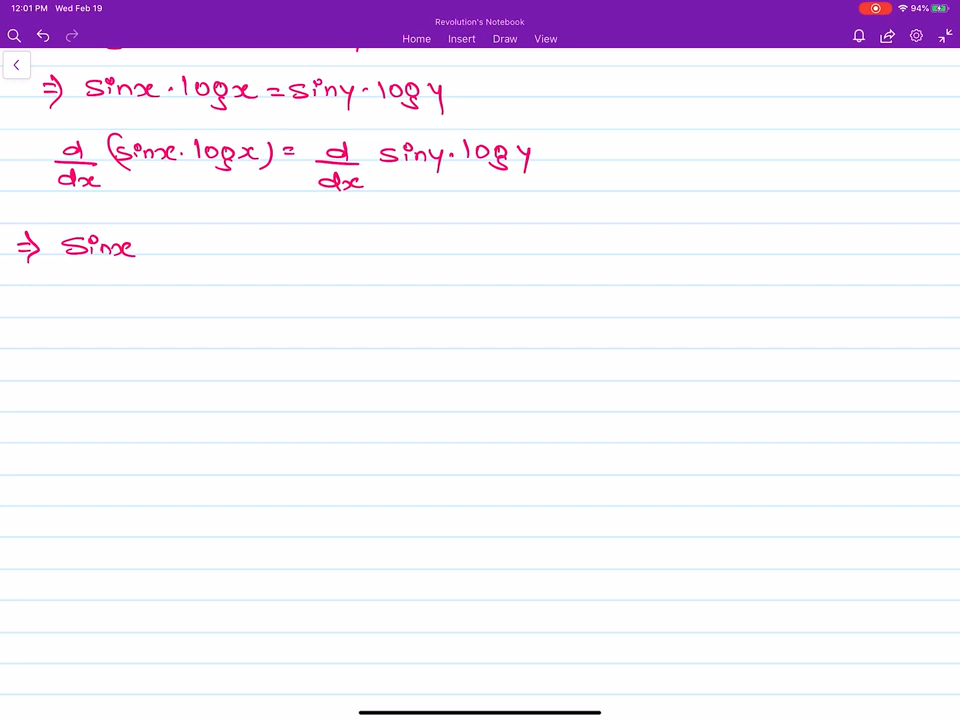 12:01 PM Wed Feb 19
94%
Revolution's Notebook
Home Insert Draw View
⇒ sinx · logx = siny · logy
d/dx (sinx · logx) = d/dx siny · logy
⇒ sinx